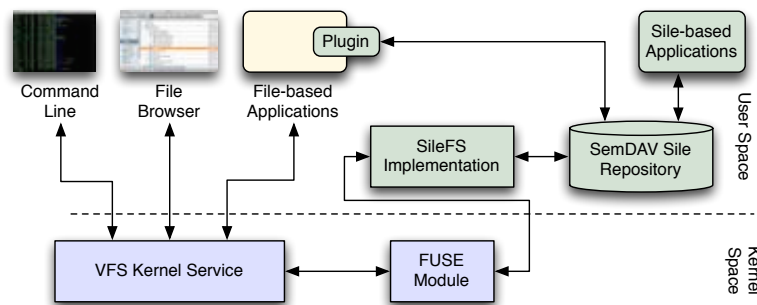 Plugin
Sile-based
Applications
Command
Line
File
Browser
File-based
Applications
User Space
SileFS
Implementation
SemDAV Sile
Repository
VFS Kernel Service
FUSE
Module
Kernel
Space